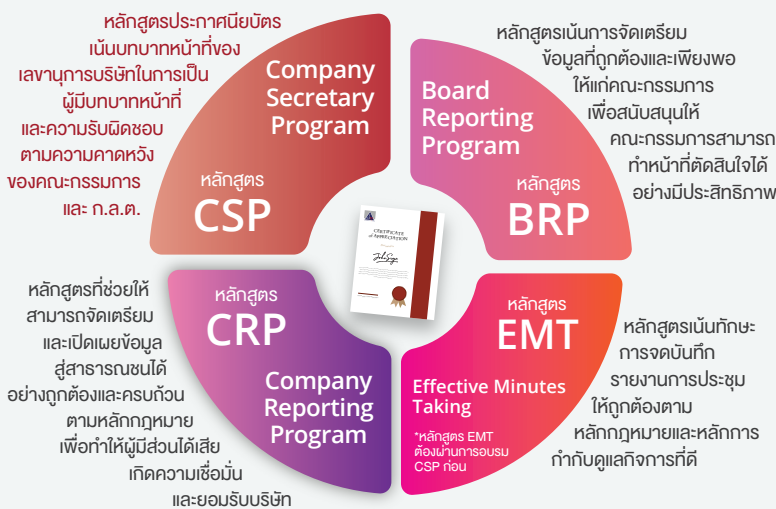 หลักสูตรประกาศนียบัตร
เน้นบทบาทหน้าที่ของ
เลขานุการบริษัทในการเป็น
ผู้มีบทบาทหน้าที่
และความรับผิดชอบ
ตามความคาดหวัง
ของคณะกรรมการ
และ ก.ล.ต.
Company
Secretary
Program
หลักสูตร
CSP
Board
Reporting
Program
หลักสูตร
BRP
หลักสูตรเน้นการจัดเตรียม
ข้อมูลที่ถูกต้องและเพียงพอ
ให้แก่คณะกรรมการ
เพื่อสนับสนุนให้
คณะกรรมการสามารถ
ทำหน้าที่ตัดสินใจได้
อย่างมีประสิทธิภาพ
CERTIFICATE
of APPRECIATION
หลักสูตรที่ช่วยให้
สามารถจัดเตรียม
และเปิดเผยข้อมูล
สู่สาธารณชนได้
อย่างถูกต้องและครบถ้วน
ตามหลักกฎหมาย
เพื่อทำให้ผู้มีส่วนได้เสีย
เกิดความเชื่อมั่น
และยอมรับบริษัท
หลักสูตร
CRP
Company
Reporting
Program
หลักสูตร
EMT
Effective Minutes
Taking
*หลักสูตร EMT
ต้องผ่านการอบรม
CSP ก่อน
หลักสูตรเน้นทักษะ
การจดบันทึก
รายงานการประชุม
ให้ถูกต้องตาม
หลักกฎหมายและหลักการ
กำกับดูแลกิจการที่ดี